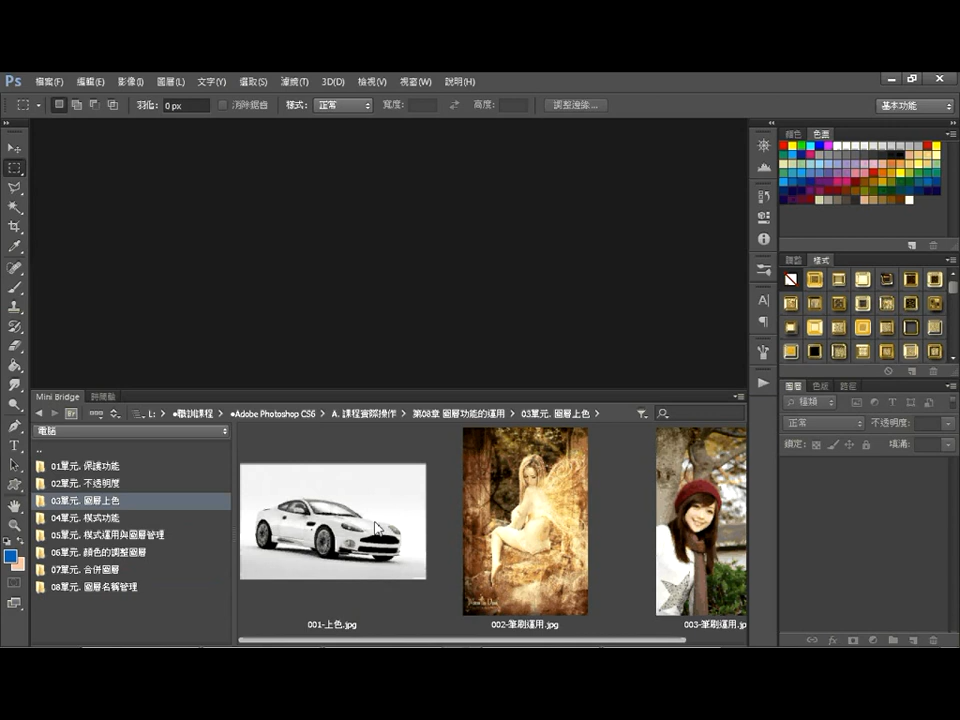 Ps 檔案(F) 編輯(E) 影像(I) 圖層(L) 文字(Y) 選取(S) 濾鏡(T) 3D(D) 檢視(V) 視窗(W) 說明(H)
羽化: 0 px 消除鋸齒 樣式: 正常 寬度: 高度: 調整邊緣... 基本功能
顏色 色票
調整 樣式
圖層 色版 路徑
種類
正常 不透明度:
鎖定: 填滿:
Mini Bridge 時間軸
L: ●職訓課程 ●Adobe Photoshop CS6 A. 課程實際操作 第08章 圖層功能的運用 03單元. 圖層上色
電腦
..
01單元. 保護功能
02單元. 不透明度
03單元. 圖層上色
04單元. 模式功能
05單元. 模式運用與圖層管理
06單元. 顏色的調整圖層
07單元. 合併圖層
08單元. 圖層名稱管理
001-上色.jpg
002-筆刷運用.jpg
003-筆刷運用.jp